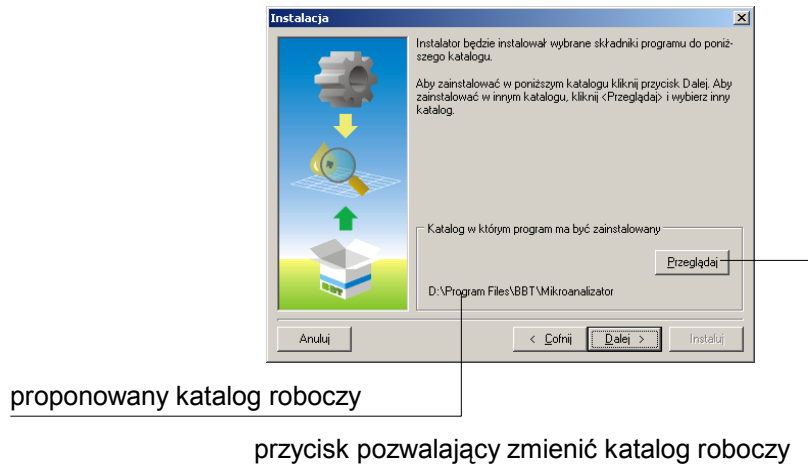 Instalacja
Instalator będzie instalował wybrane składniki programu do poniż-
szego katalogu.
Aby zainstalować w poniższym katalogu kliknij przycisk Dalej. Aby
zainstalować w innym katalogu, kliknij <Przeglądaj> i wybierz inny
katalog.
Katalog w którym program ma być zainstalowany
Przeglądaj
D:\Program Files\BBT\Mikroanalizator
BBT
Anuluj
< Cofnij
Dalej >
Instaluj
proponowany katalog roboczy
przycisk pozwalający zmienić katalog roboczy